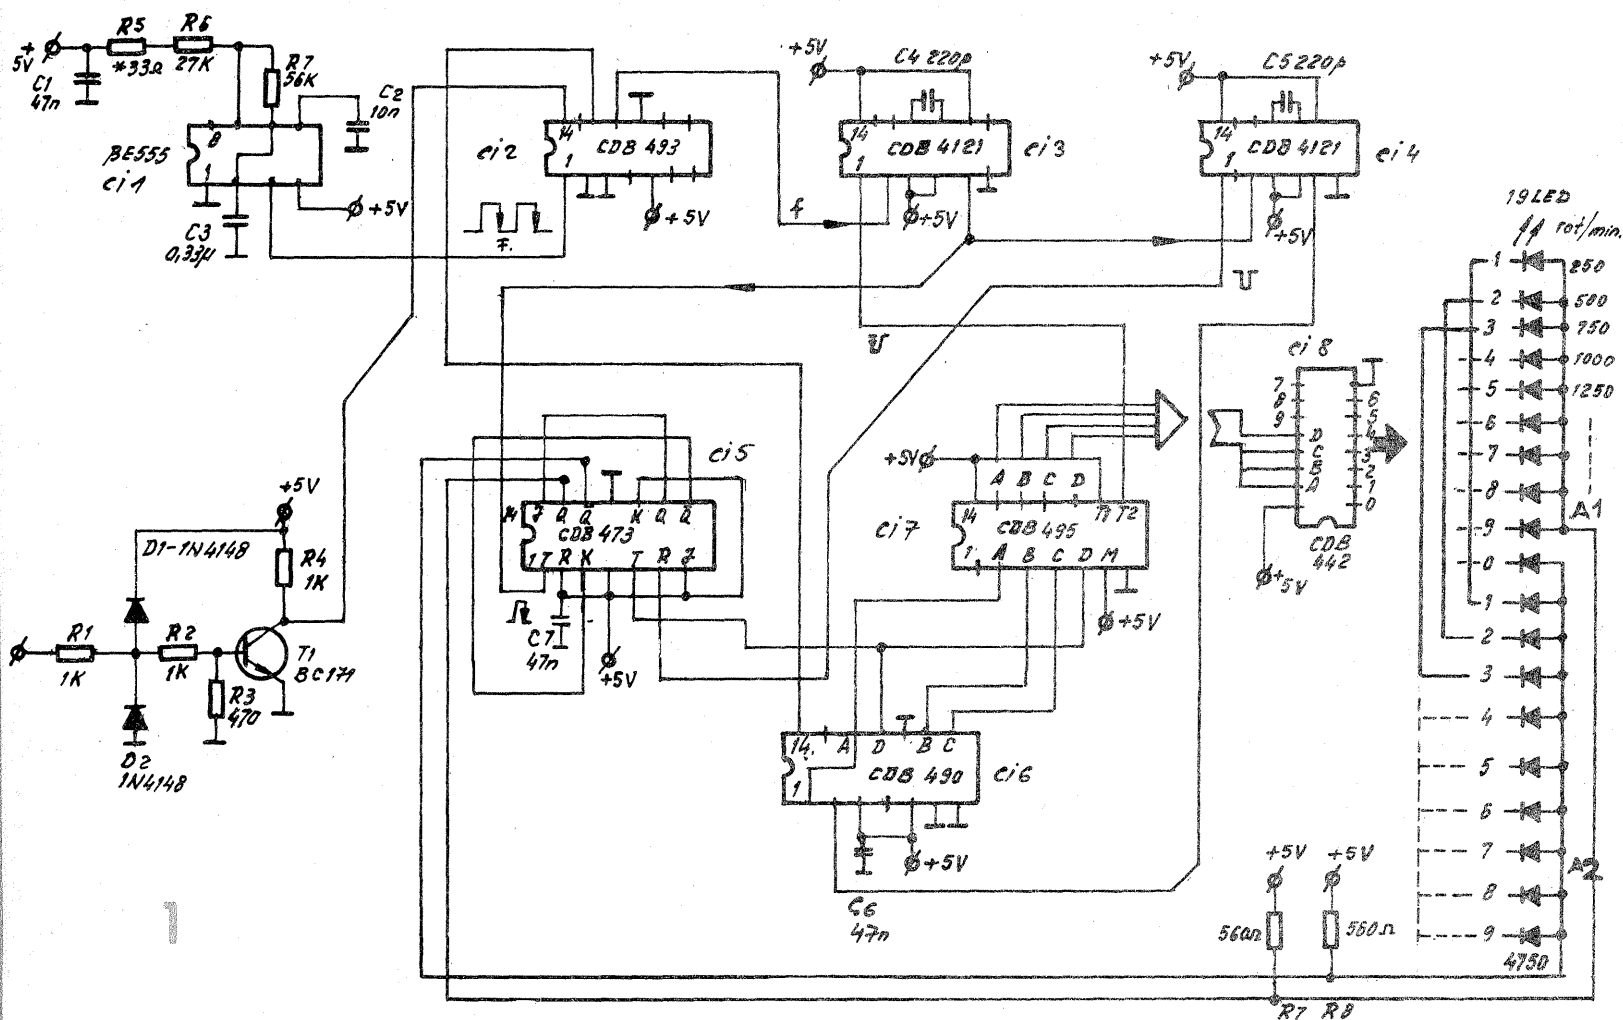 +
5V
R5
*33Ω
R6
27K
R7
56K
C1
47n
C2
10n
8
1
βE555
ci1
+5V
C3
0,33µ
ci2
14
1
CDB 493
+5V
F.
f
+5V
C4 220p
14
1
CDB 4121
ci3
+5V
+5V
C5 220p
14
1
CDB 4121
ci4
+5V
19 LED
rot/min.
1 250
2 500
3 750
4 1000
5 1250
6
7
8
9
A1
0
1
2
3
4
5
6
7
8
9
A2
4750
ci8
7
8
9
D
C
B
A
6
5
4
3
2
1
0
CDB
442
+5V
ci5
14 J Q Q K Q Q
CDB 473
1 T R K T R J
C7
47n
+5V
+5V
A B C D
14 T1 T2
CDB 495
ci7
1 A B C D M
+5V
14 A D B C
CDB 490
1
ci6
+5V
C6
47n
+5V
D1-1N4148
R4
1K
R1
1K
R2
1K
T1
BC171
R3
470
D2
1N4148
+5V
+5V
560Ω
560Ω
R7 R8
1